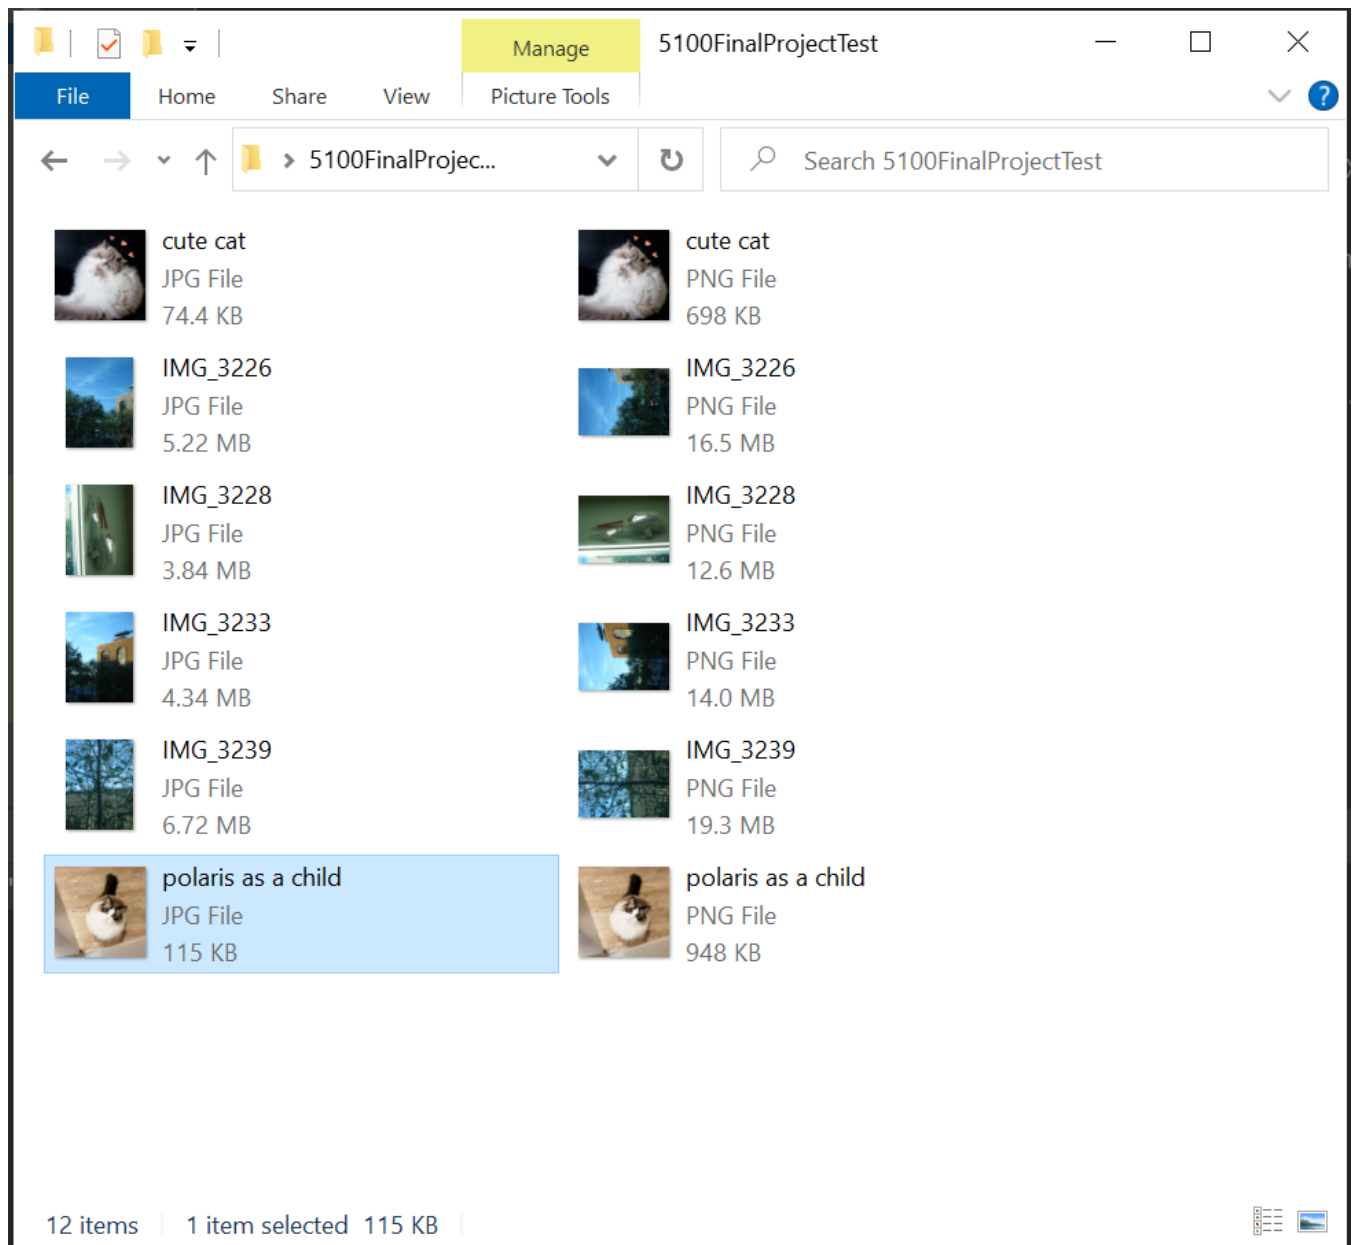 Manage
5100FinalProjectTest
File
Home
Share
View
Picture Tools
?
5100FinalProjec...
Search 5100FinalProjectTest
cute cat
JPG File
74.4 KB
cute cat
PNG File
698 KB
IMG_3226
JPG File
5.22 MB
IMG_3226
PNG File
16.5 MB
IMG_3228
JPG File
3.84 MB
IMG_3228
PNG File
12.6 MB
IMG_3233
JPG File
4.34 MB
IMG_3233
PNG File
14.0 MB
IMG_3239
JPG File
6.72 MB
IMG_3239
PNG File
19.3 MB
polaris as a child
JPG File
115 KB
polaris as a child
PNG File
948 KB
12 items
1 item selected 115 KB